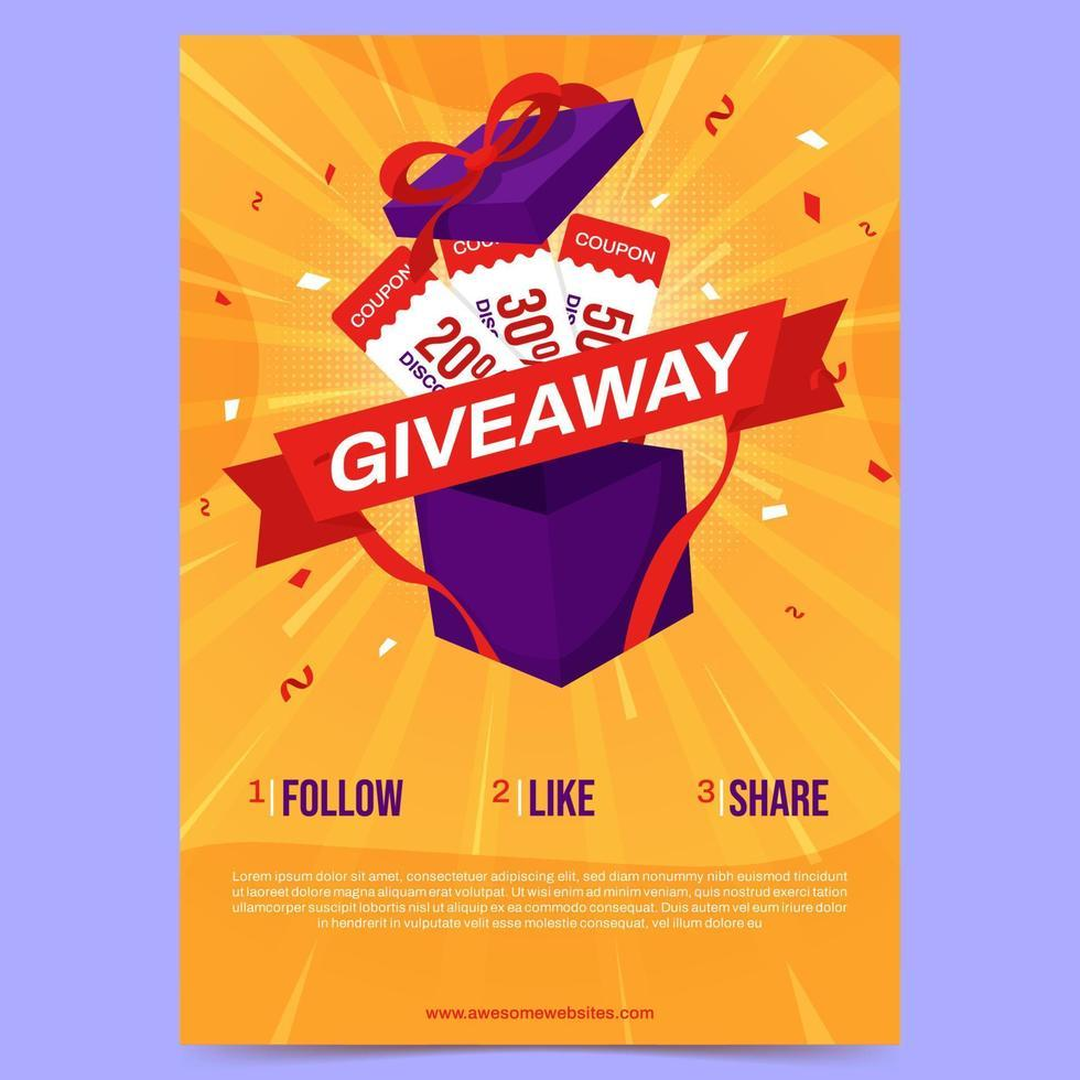 COUPON
COUPON
20%
30%
50
GIVEAWAY
1 FOLLOW
2 LIKE
3 SHARE
Lorem ipsum dolor sit amet, consectetuer adipiscing elit, sed diam nonummy nibh euismod tincidunt
ut laoreet dolore magna aliquam erat volutpat. Ut wisi enim ad minim veniam, quis nostrud exerci tation
ullamcorper suscipit lobortis nisl ut aliquip ex ea commodo consequat. Duis autem vel eum iriure dolor
in hendrerit in vulputate velit esse molestie consequat, vel illum dolore eu
www.awesomewebsites.com